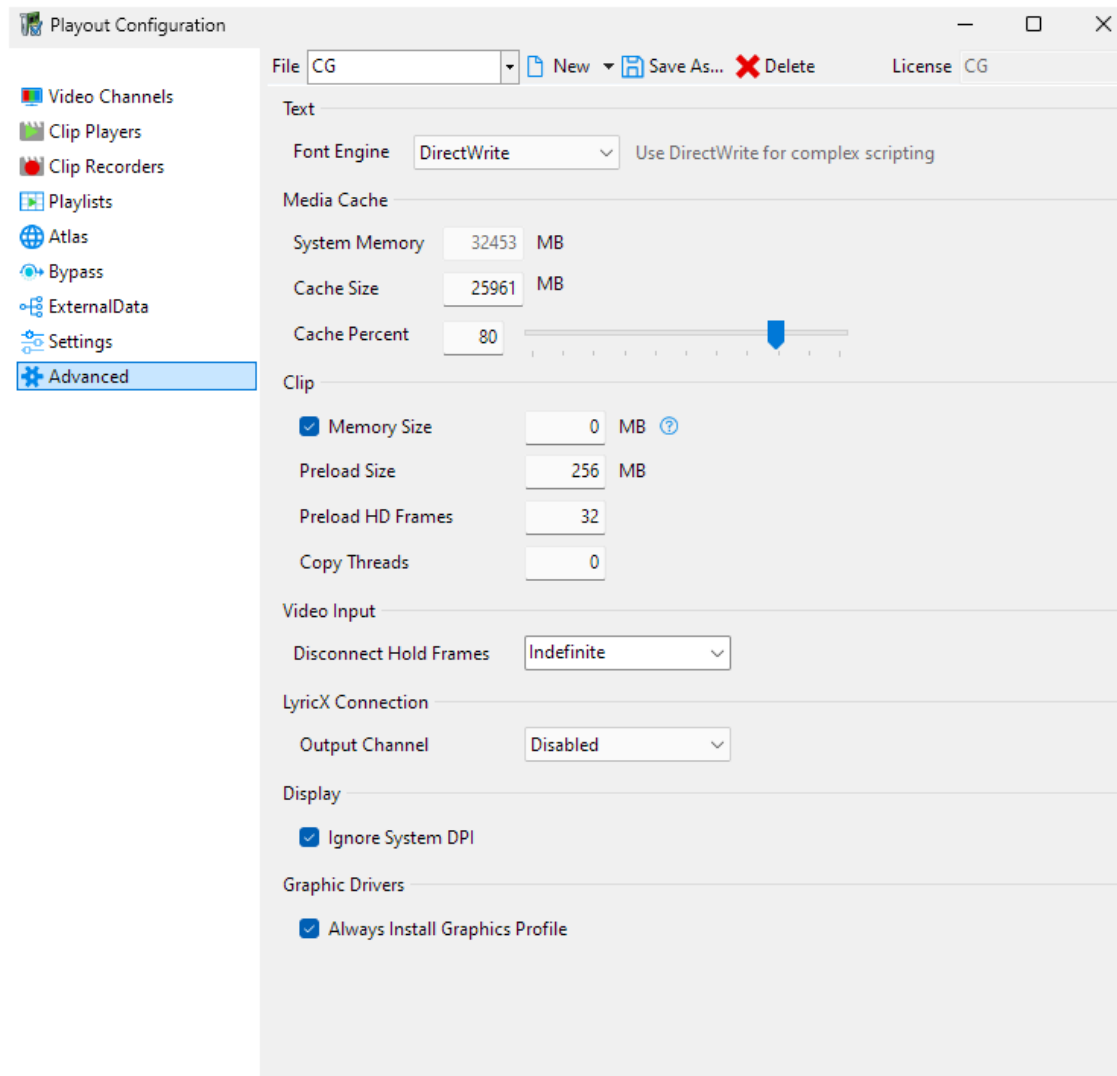 Playout Configuration
File CG New Save As... Delete License CG
Video Channels
Clip Players
Clip Recorders
Playlists
Atlas
Bypass
ExternalData
Settings
Advanced
Text
Font Engine DirectWrite Use DirectWrite for complex scripting
Media Cache
System Memory 32453 MB
Cache Size 25961 MB
Cache Percent 80
Clip
Memory Size 0 MB ?
Preload Size 256 MB
Preload HD Frames 32
Copy Threads 0
Video Input
Disconnect Hold Frames Indefinite
LyricX Connection
Output Channel Disabled
Display
Ignore System DPI
Graphic Drivers
Always Install Graphics Profile